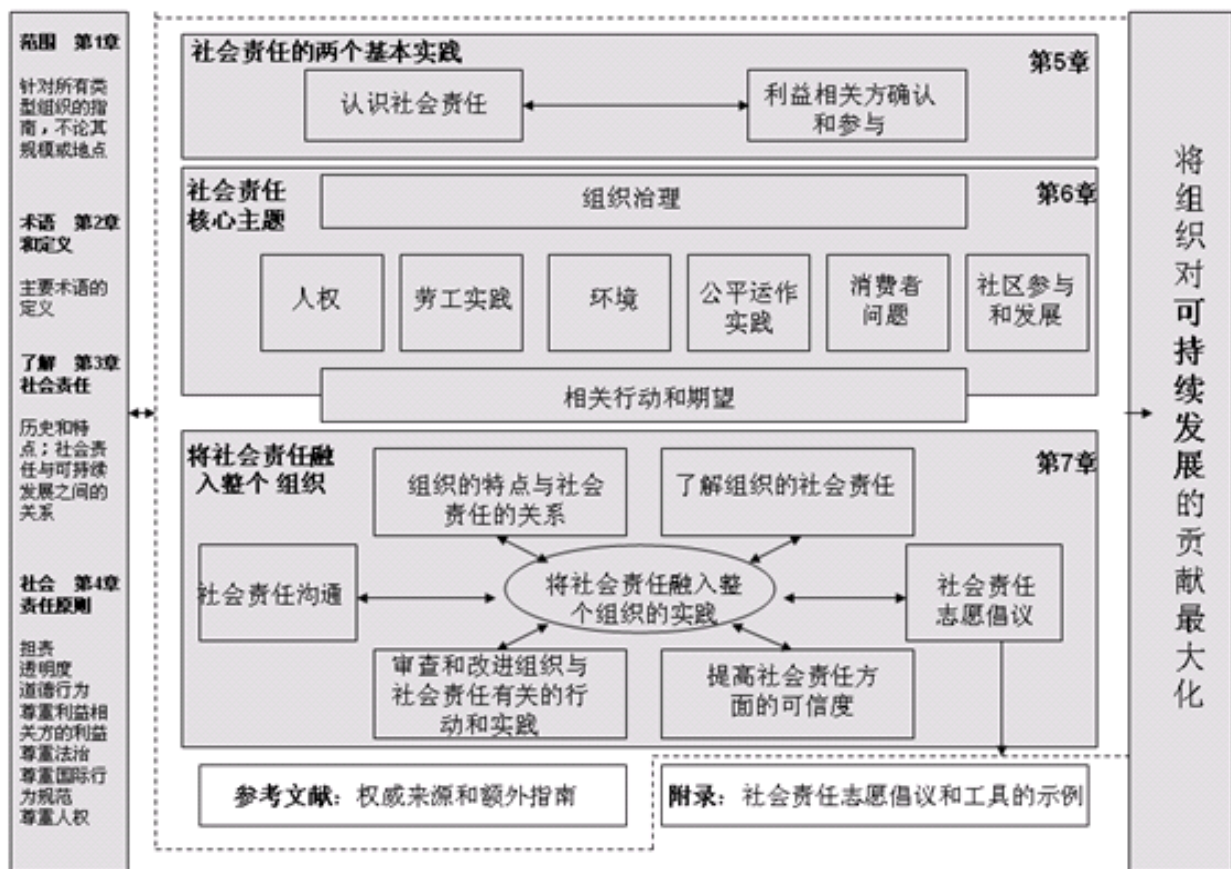 范围 第1章
针对所有类
型组织的指
南，不论其
规模或地点
术语 第2章
和定义
主要术语的
定义
了解 第3章
社会责任
历史和特
点；社会责
任与可持续
发展之间的
关系
社会 第4章
责任原则
担责
透明度
道德行为
尊重利益相
关方的利益
尊重法治
尊重国际行
为规范
尊重人权
社会责任的两个基本实践
第5章
认识社会责任
利益相关方确认
和参与
社会责任
核心主题
组织治理
第6章
人权
劳工实践
环境
公平运作
实践
消费者
问题
社区参与
和发展
相关行动和期望
将社会责任融
入整个 组织
第7章
组织的特点与社会
责任的关系
了解组织的社会责任
社会责任沟通
将社会责任融入整
个组织的实践
社会责任
志愿倡议
审查和改进组织与
社会责任有关的行
动和实践
提高社会责任方
面的可信度
参考文献：权威来源和额外指南
附录：社会责任志愿倡议和工具的示例
将组织对可持续发展的贡献最大化